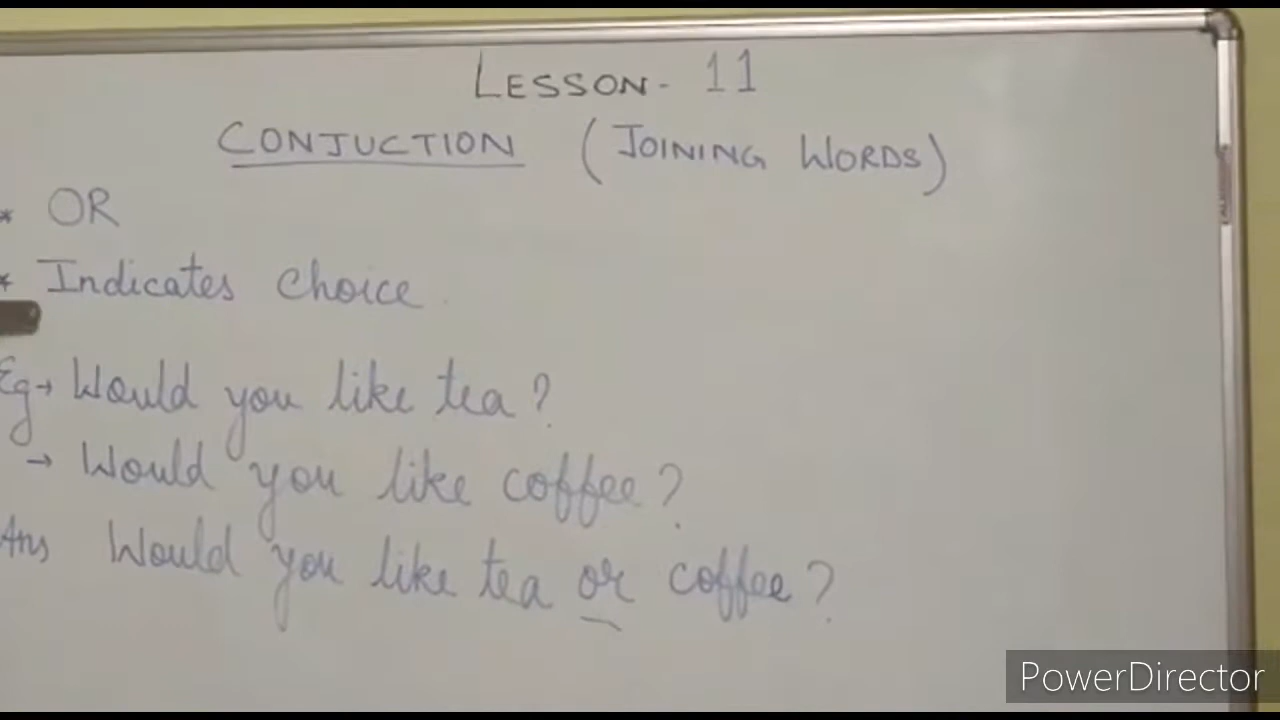 LESSON - 11
CONJUCTION (JOINING WORDS)
* OR
* Indicates choice.
Eg → Would you like tea?
→ Would you like coffee?
Ans Would you like tea or coffee?
PowerDirector